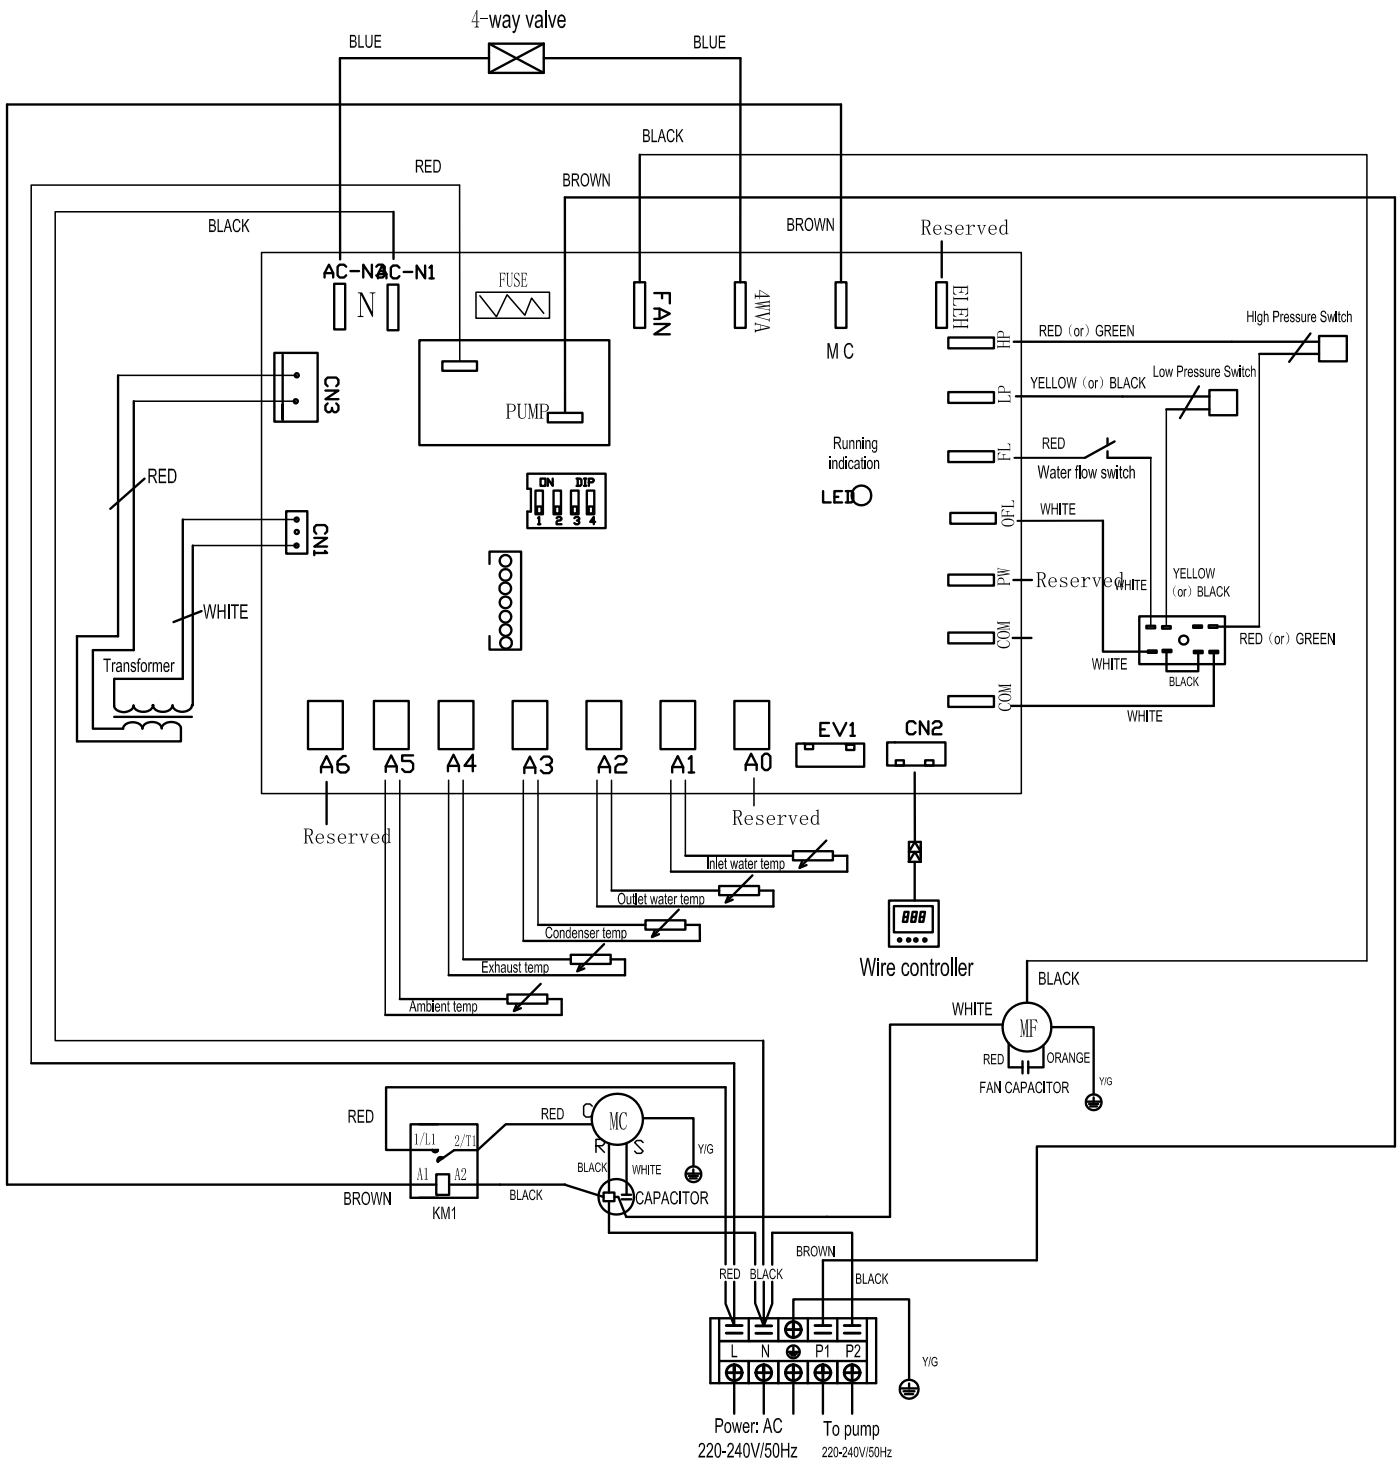 4-way valve
BLUE
BLUE
BLACK
RED
BROWN
BLACK
BROWN
Reserved
AC-N2
AC-N1
N
FUSE
FAN
4WVA
MC
ELEH
HP
RED (or) GREEN
High Pressure Switch
CN3
PUMP
LP
YELLOW (or) BLACK
Low Pressure Switch
Running
indication
LED
FL
RED
Water flow switch
RED
ON DIP
1 2 3 4
OFL
WHITE
CN1
PW
Reserved
WHITE
YELLOW
(or) BLACK
WHITE
COM
RED (or) GREEN
Transformer
WHITE
BLACK
COM
WHITE
EV1
CN2
A6
A5
A4
A3
A2
A1
A0
Reserved
Reserved
Inlet water temp
Outlet water temp
Condenser temp
Exhaust temp
Ambient temp
888
Wire controller
BLACK
WHITE
MF
RED
ORANGE
FAN CAPACITOR
Y/G
RED
RED
C
MC
R
S
1/L1
2/T1
A1
A2
BLACK
WHITE
Y/G
BROWN
KM1
BLACK
CAPACITOR
BROWN
RED
BLACK
BLACK
L
N
P1
P2
Y/G
Power: AC
220-240V/50Hz
To pump
220-240V/50Hz